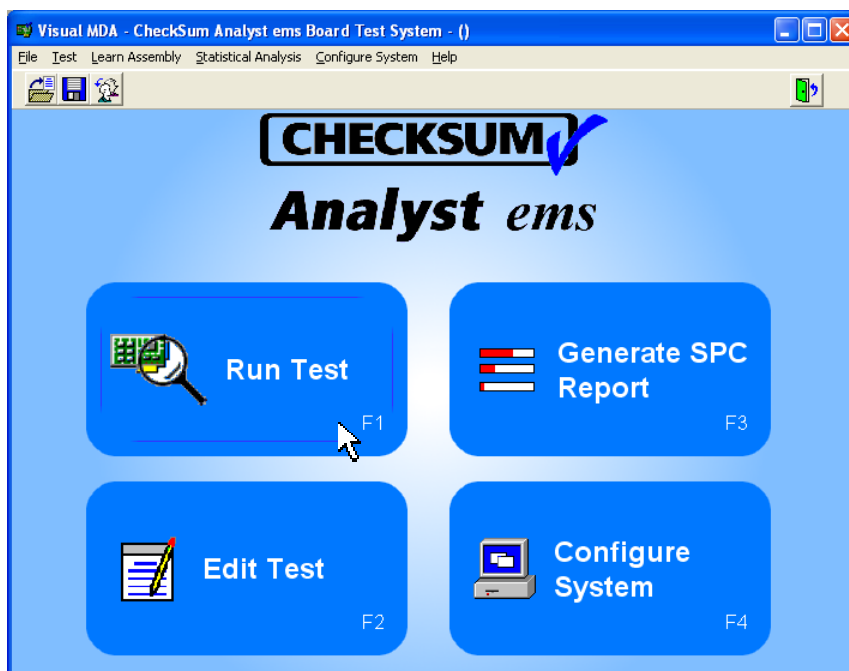 Visual MDA - CheckSum Analyst ems Board Test System - ()
File Test Learn Assembly Statistical Analysis Configure System Help
CHECKSUM
Analyst ems
Run Test
F1
Generate SPC
Report
F3
Edit Test
F2
Configure
System
F4